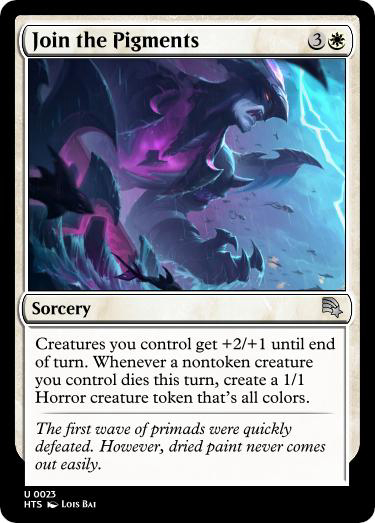 Join the Pigments 3
Sorcery
Creatures you control get +2/+1 until end
of turn. Whenever a nontoken creature
you control dies this turn, create a 1/1
Horror creature token that's all colors.
The first wave of primads were quickly
defeated. However, dried paint never comes
out easily.
U 0023
HTS Lois Bai